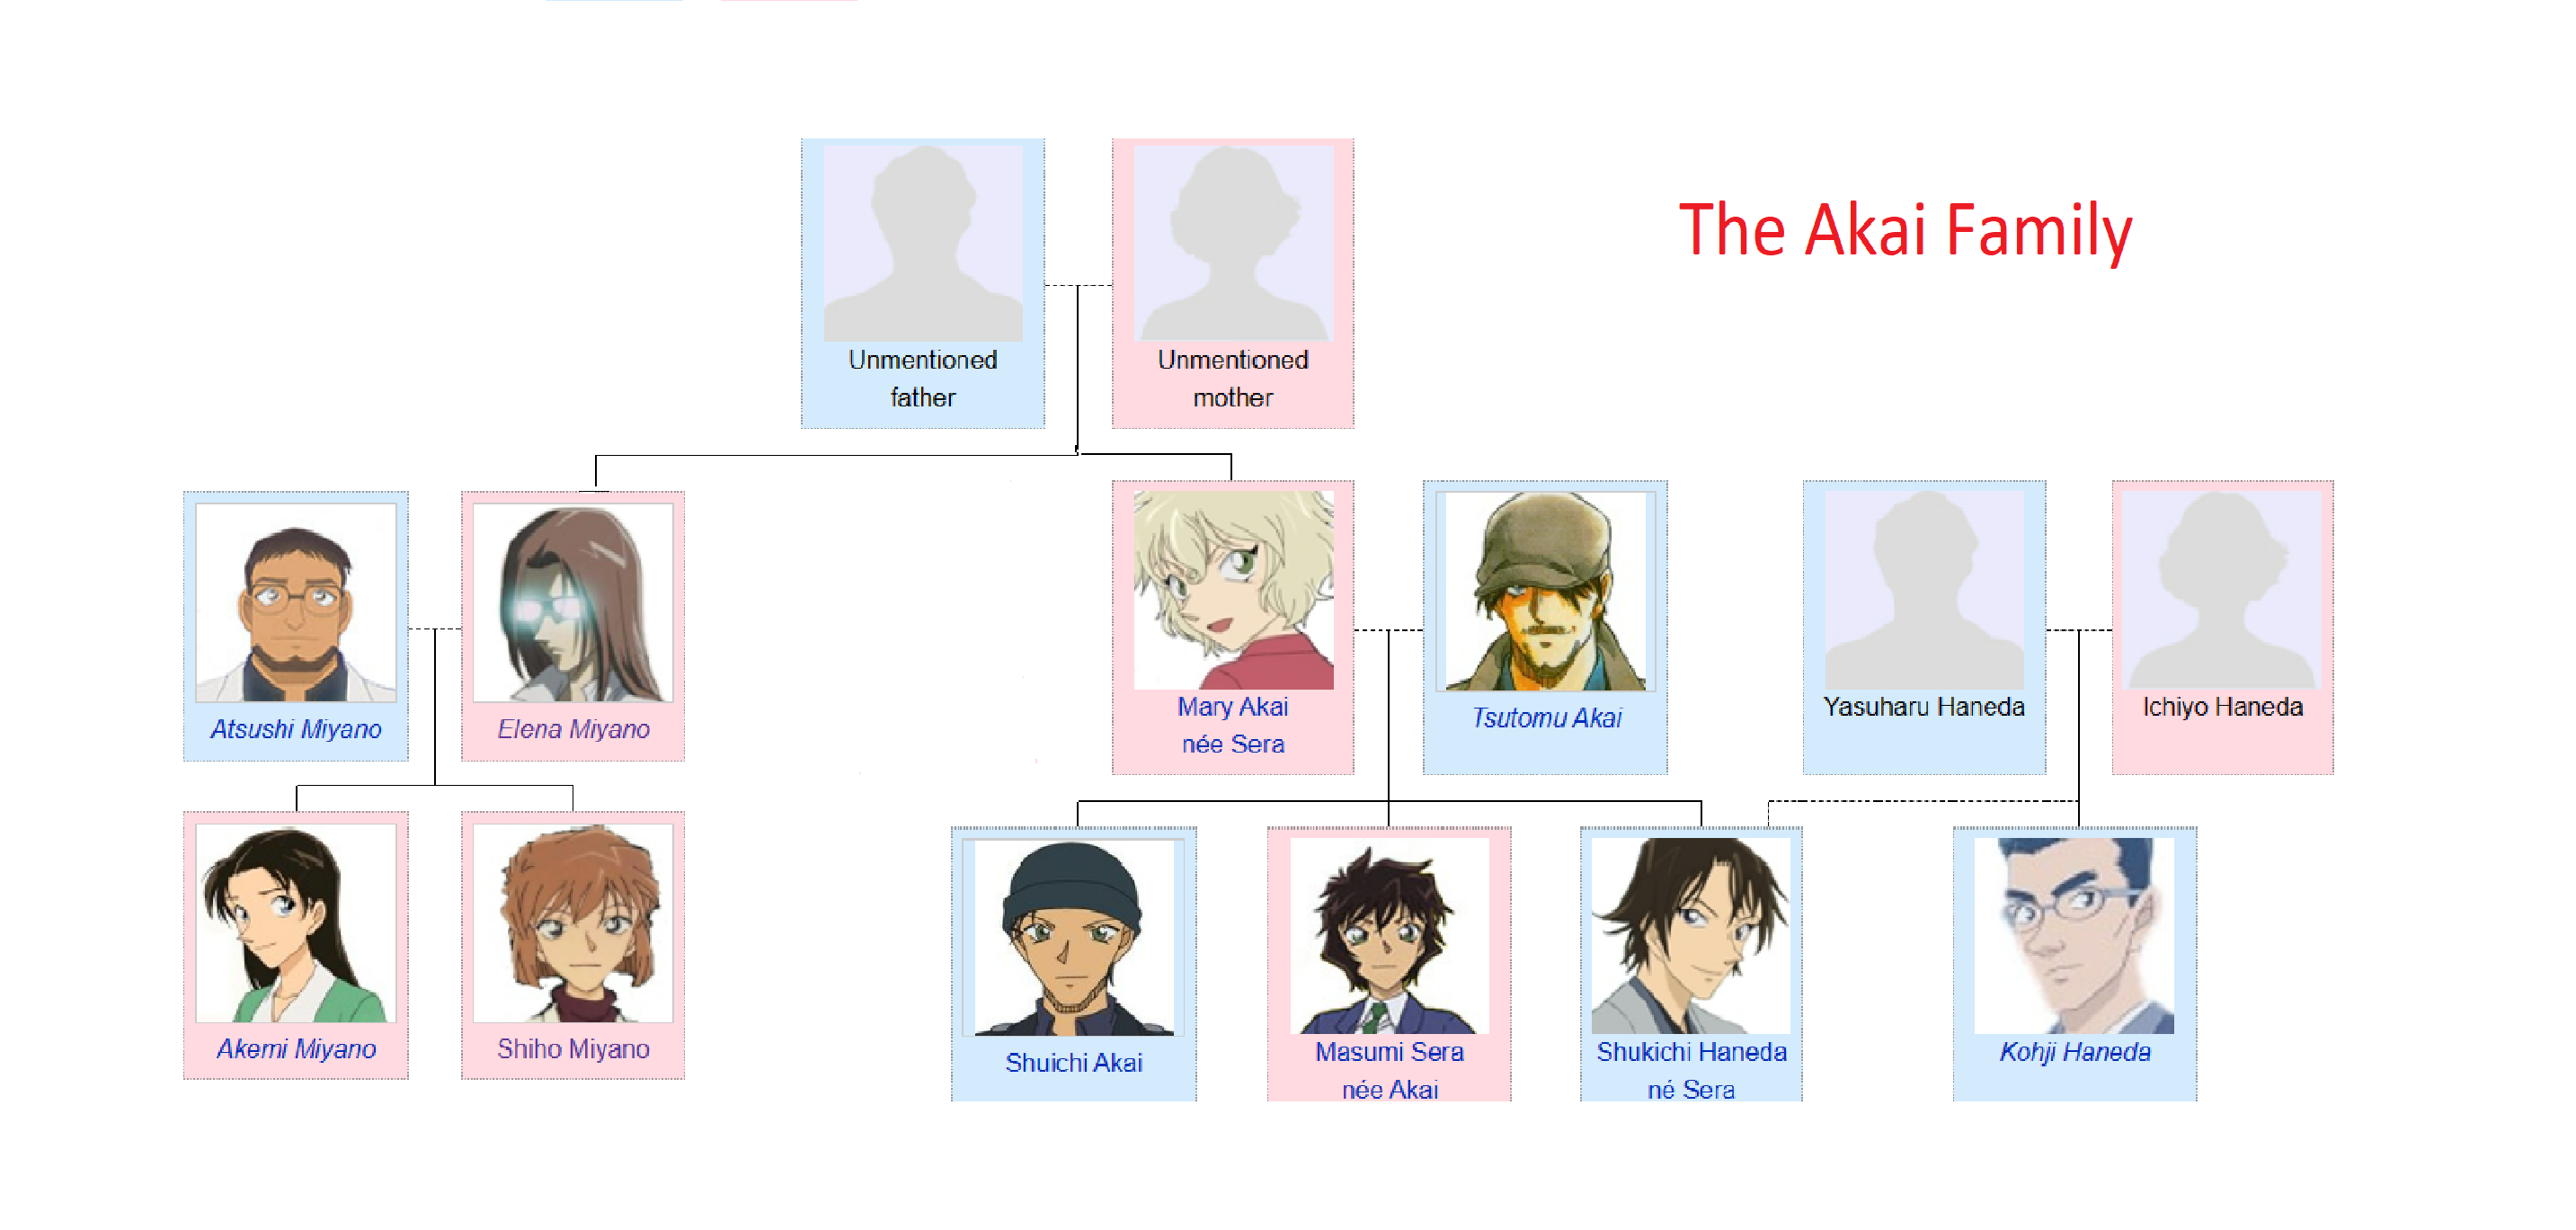 The Akai Family
Unmentioned
father
Unmentioned
mother
Atsushi Miyano
Elena Miyano
Mary Akai
née Sera
Tsutomu Akai
Yasuharu Haneda
Ichiyo Haneda
Akemi Miyano
Shiho Miyano
Shuichi Akai
Masumi Sera
née Akai
Shukichi Haneda
né Sera
Kohji Haneda